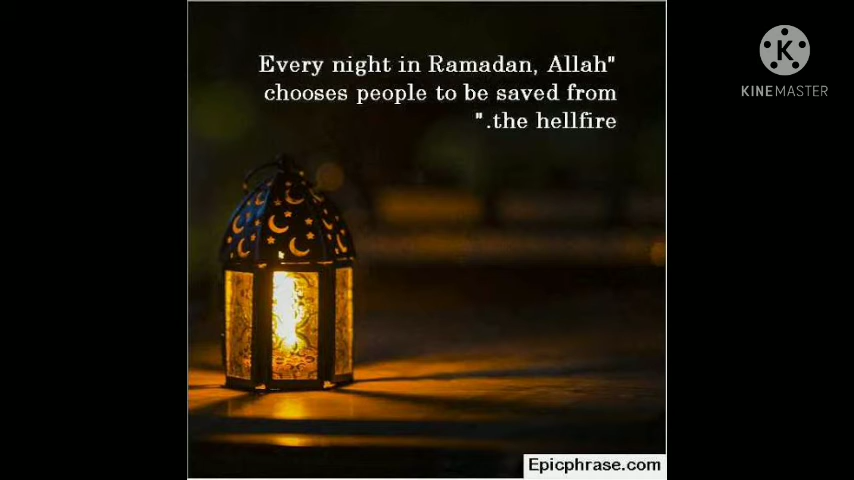 Every night in Ramadan, Allah"
chooses people to be saved from
".the hellfire
KINEMASTER
Epicphrase.com